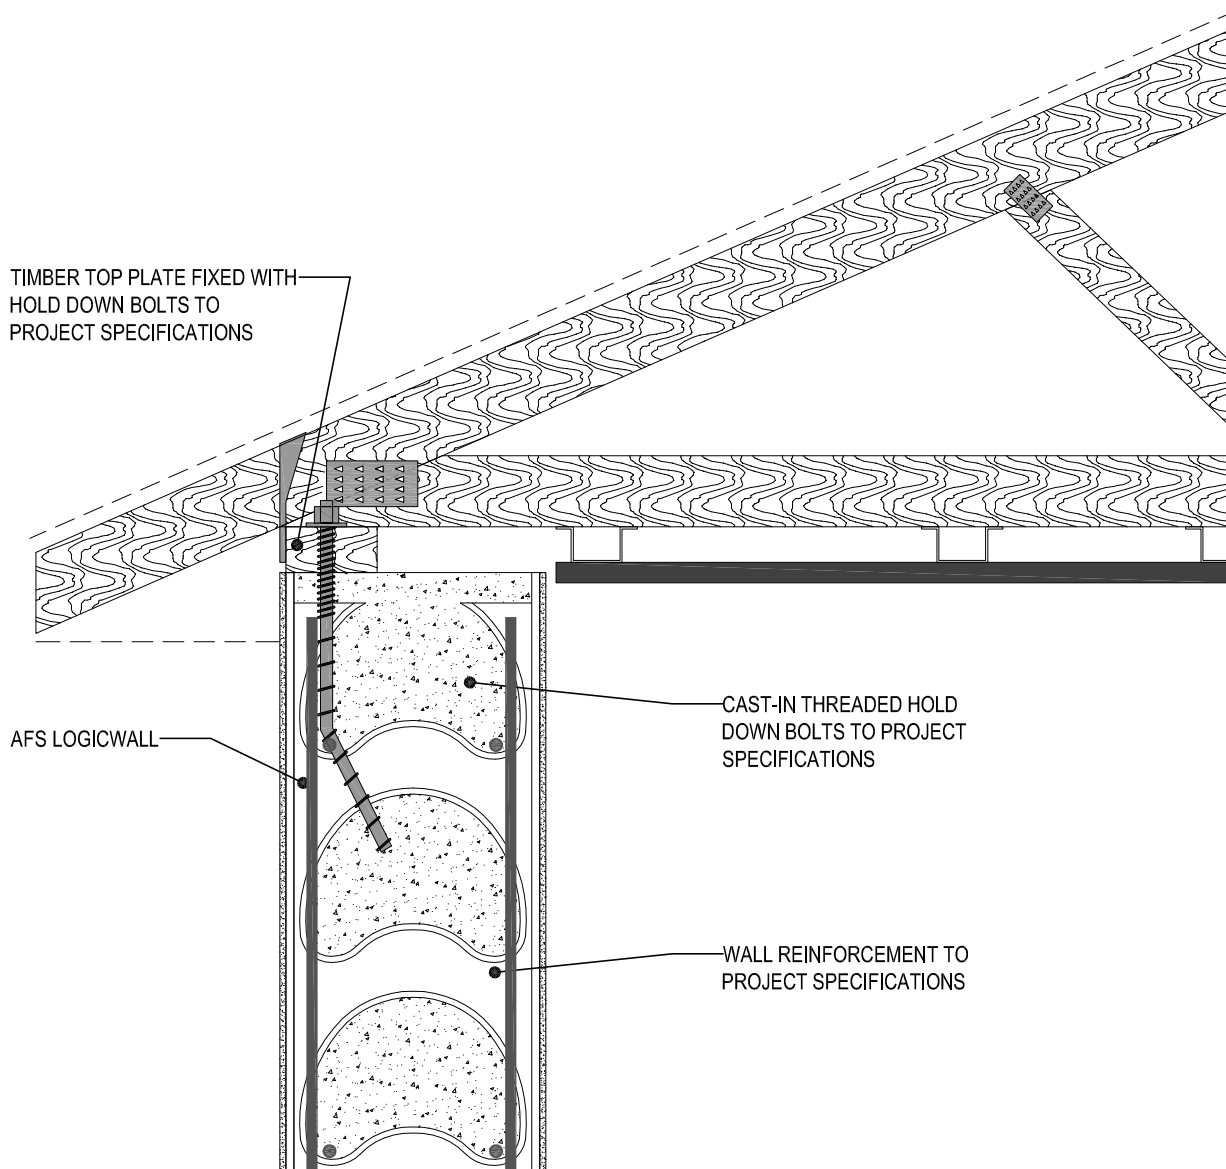 TIMBER TOP PLATE FIXED WITH
HOLD DOWN BOLTS TO
PROJECT SPECIFICATIONS
AFS LOGICWALL
CAST-IN THREADED HOLD
DOWN BOLTS TO PROJECT
SPECIFICATIONS
WALL REINFORCEMENT TO
PROJECT SPECIFICATIONS